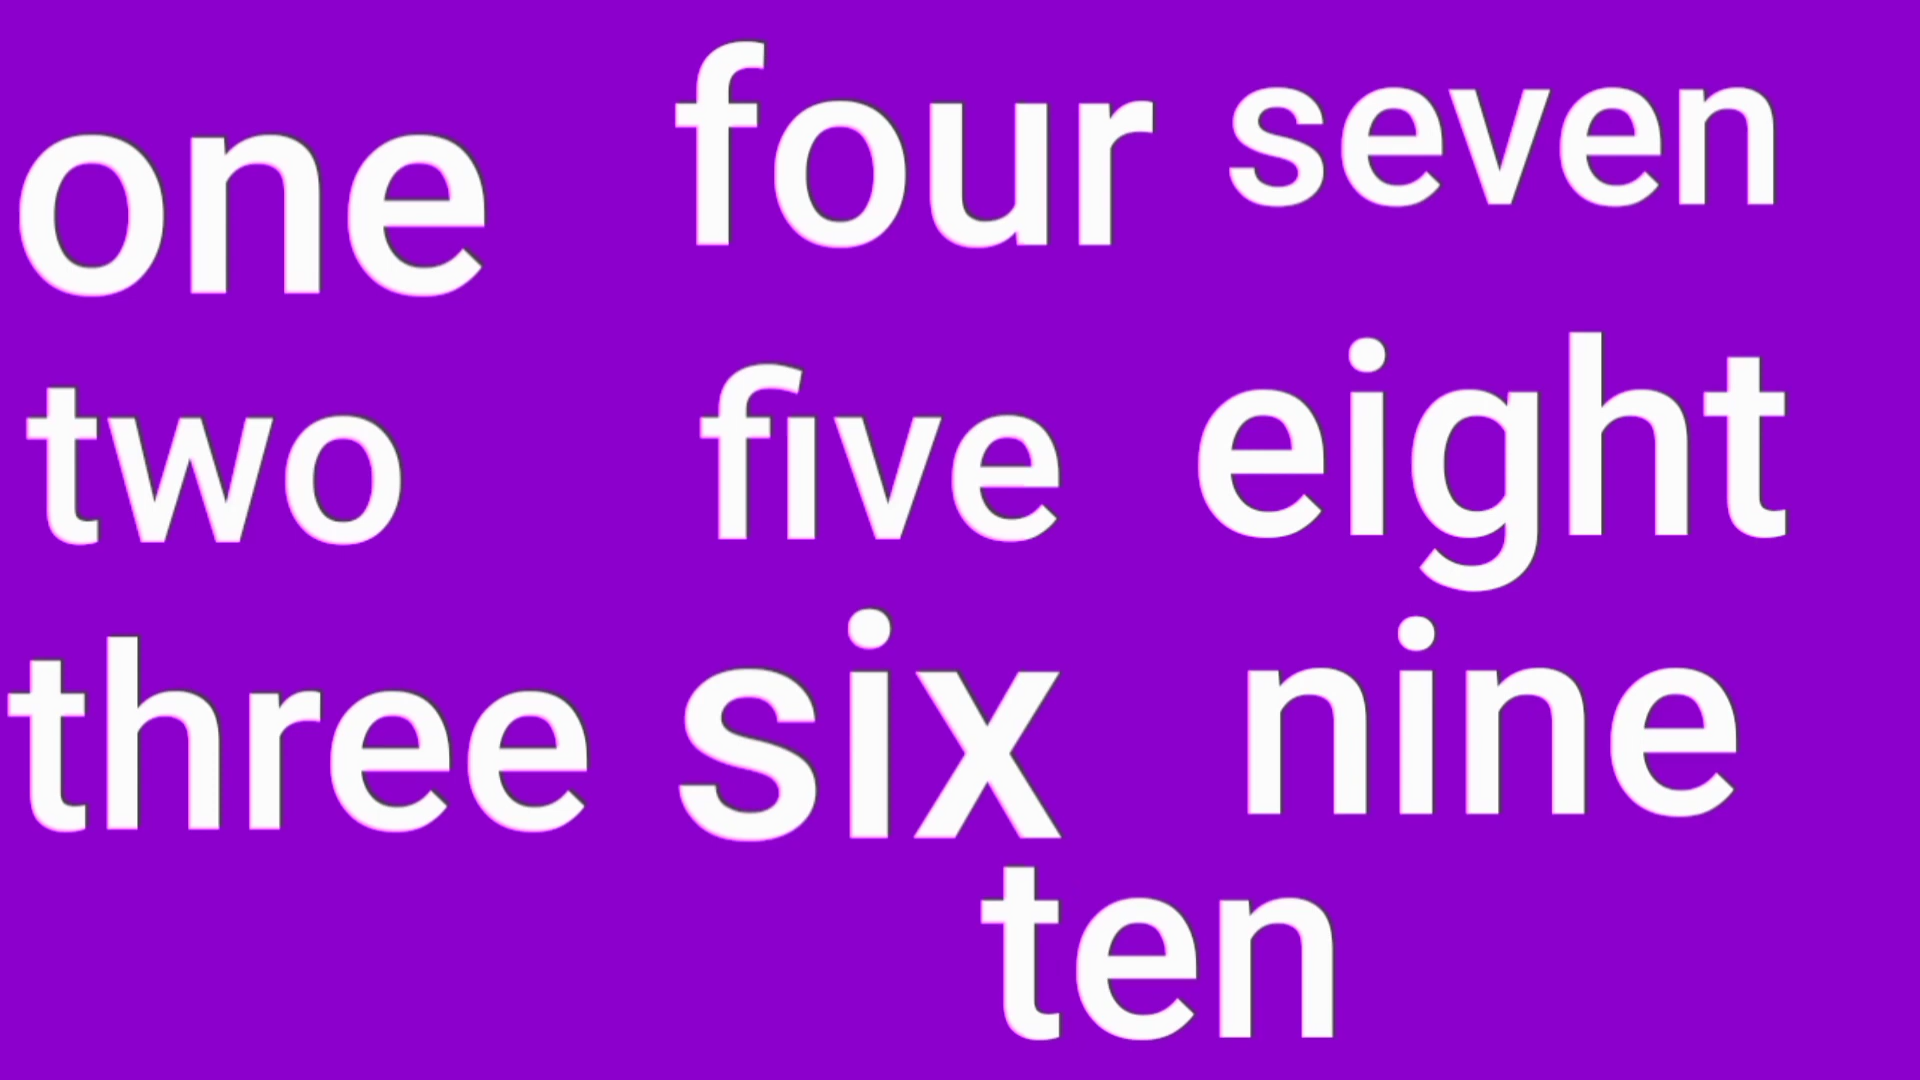 one
two
three
four
five
six
seven
eight
nine
ten